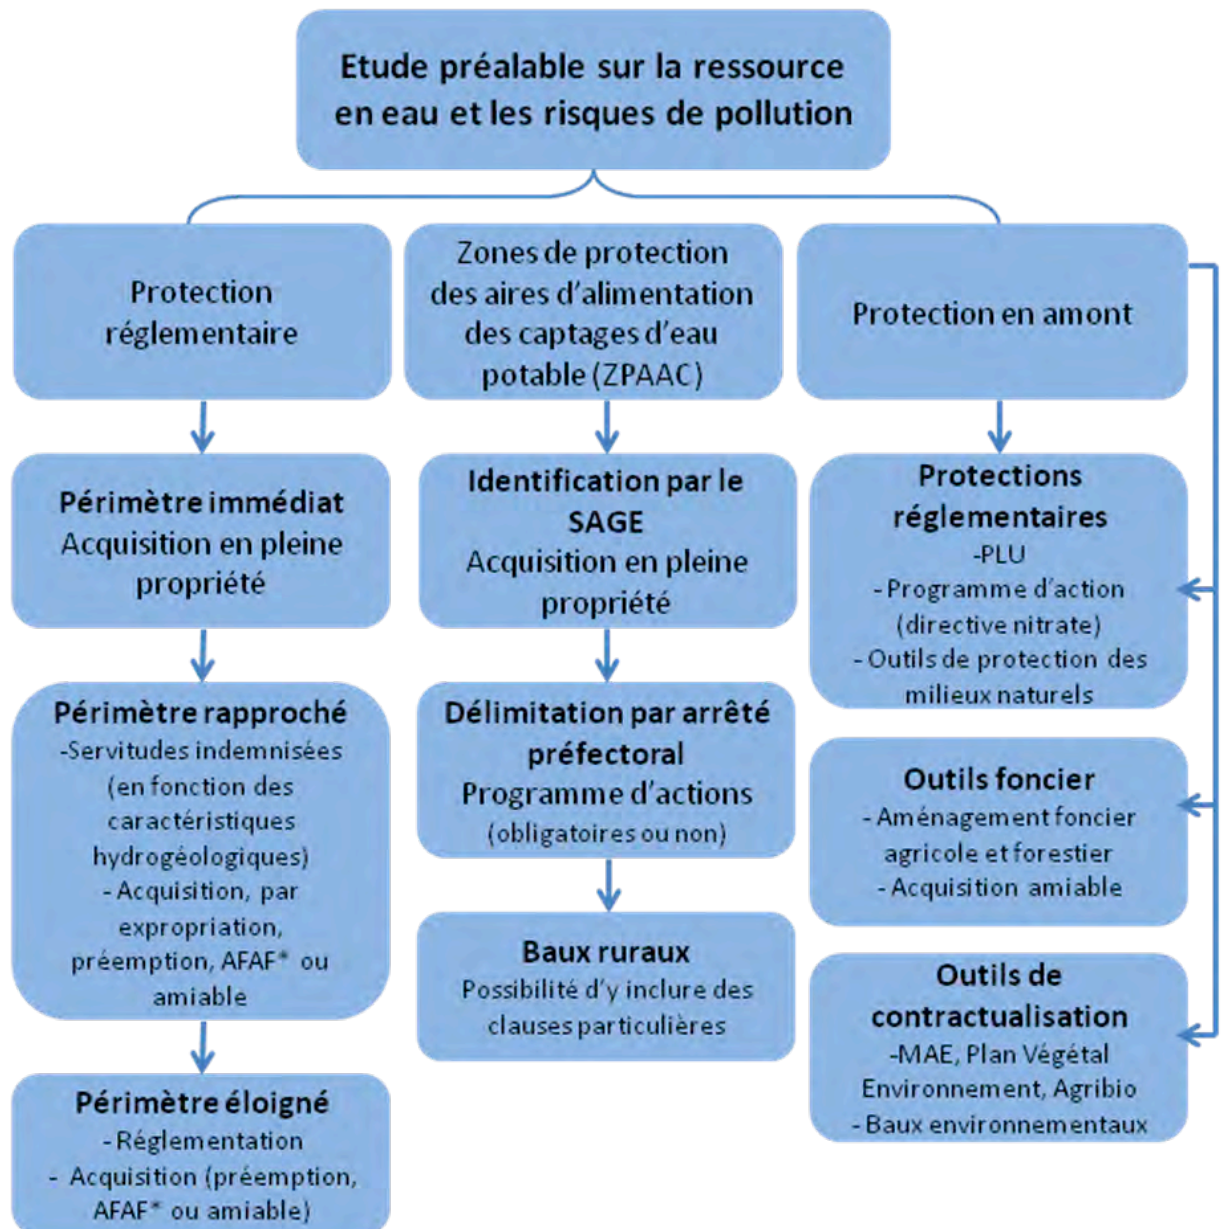 Etude préalable sur la ressource
en eau et les risques de pollution
Protection
réglementaire
Périmètre immédiat
Acquisition en pleine
propriété
Périmètre rapproché
-Servitudes indemnisées
(en fonction des
caractéristiques
hydrogéologiques)
- Acquisition, par
expropriation,
préemption, AFAF* ou
amiable
Périmètre éloigné
- Réglementation
- Acquisition (préemption,
AFAF* ou amiable)
Zones de protection
des aires d'alimentation
des captages d'eau
potable (ZPAAC)
Identification par le
SAGE
Acquisition en pleine
propriété
Délimitation par arrêté
préfectoral
Programme d'actions
(obligatoires ou non)
Baux ruraux
Possibilité d'y inclure des
clauses particulières
Protection en amont
Protections
réglementaires
-PLU
- Programme d'action
(directive nitrate)
- Outils de protection des
milieux naturels
Outils foncier
- Aménagement foncier
agricole et forestier
- Acquisition amiable
Outils de
contractualisation
-MAE, Plan Végétal
Environnement, Agribio
- Baux environnementaux